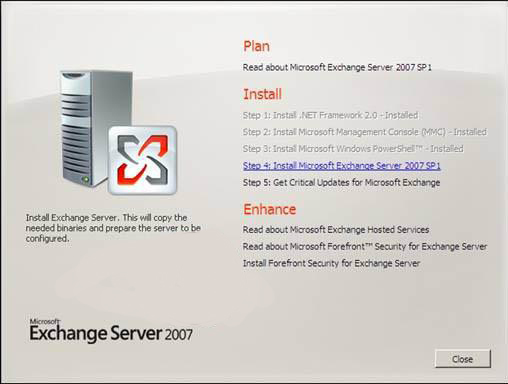 Plan
Read about Microsoft Exchange Server 2007 SP1
Install
Step 1: Install .NET Framework 2.0 - Installed
Step 2: Install Microsoft Management Console (MMC) - Installed
Step 3: Install Microsoft Windows PowerShell™ - Installed
Step 4: Install Microsoft Exchange Server 2007 SP1
Step 5: Get Critical Updates for Microsoft Exchange
Install Exchange Server. This will copy the
needed binaries and prepare the server to be
configured.
Enhance
Read about Microsoft Exchange Hosted Services
Read about Microsoft Forefront™ Security for Exchange Server
Install Forefront Security for Exchange Server
Microsoft
Exchange Server 2007
Close